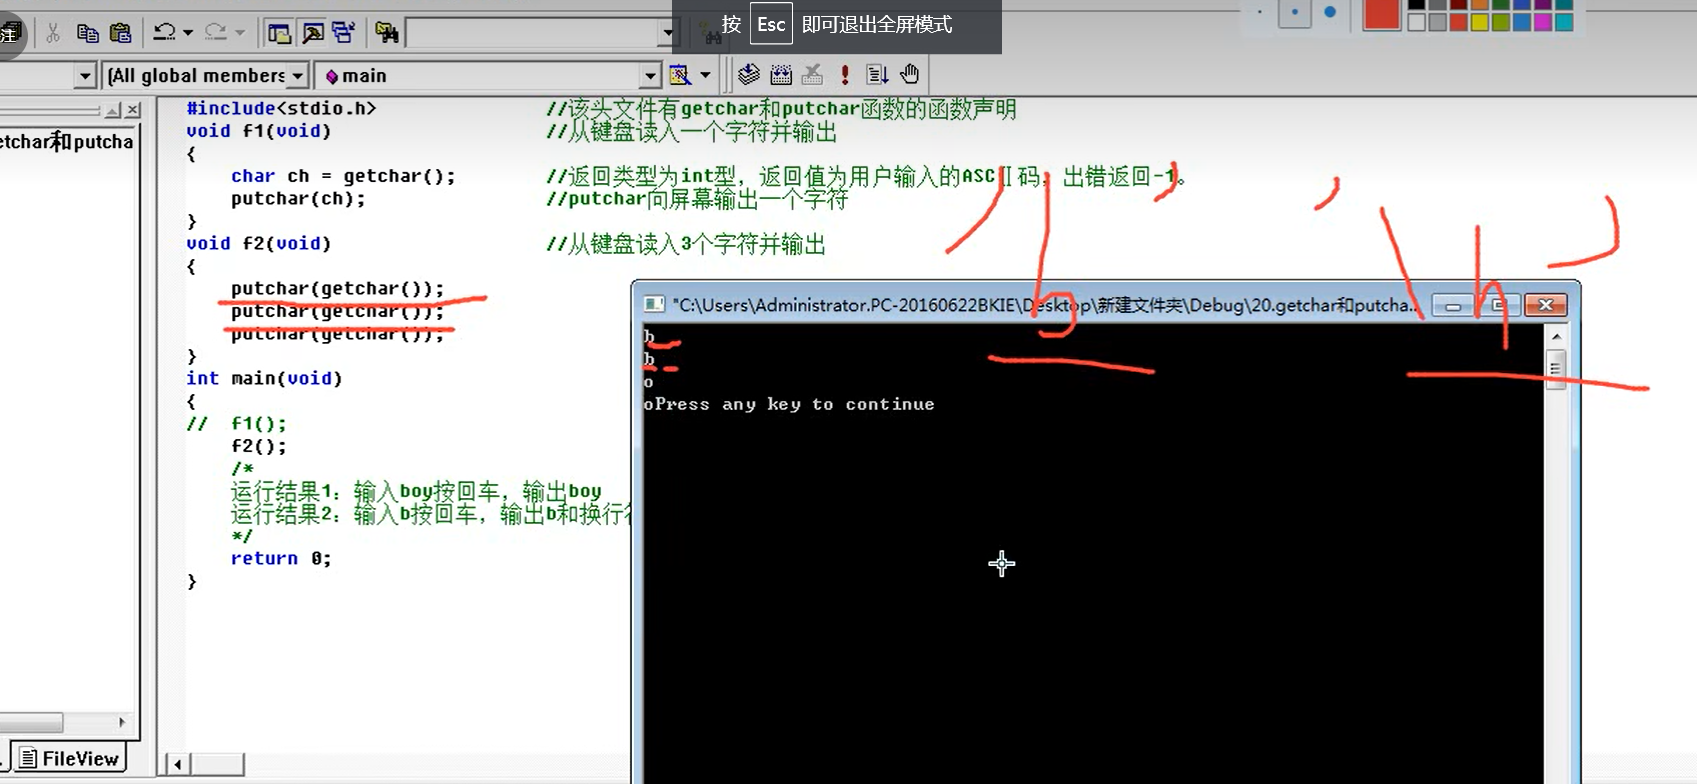 注
按 Esc 即可退出全屏模式
(All global members
main
etchar和putcha
#include<stdio.h> //该头文件有getchar和putchar函数的函数声明
void f1(void) //从键盘读入一个字符并输出
{
char ch = getchar(); //返回类型为int型，返回值为用户输入的ASCⅡ码，出错返回-1。
putchar(ch); //putchar向屏幕输出一个字符
}
void f2(void) //从键盘读入3个字符并输出
{
putchar(getchar());
putchar(getchar());
putchar(getchar());
}
int main(void)
{
// f1();
f2();
/*
运行结果1：输入boy按回车，输出boy
运行结果2：输入b按回车，输出b和换行
*/
return 0;
}
"C:\Users\Administrator.PC-20160622BKIE\Desktop\新建文件夹\Debug\20.getchar和putcha...
b
b
o
oPress any key to continue
' b '
, '\n'
FileView